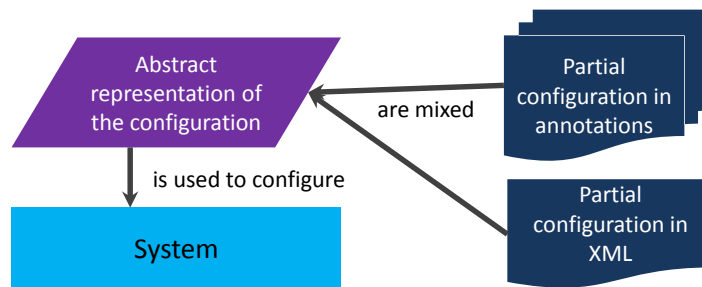 Abstract
representation of
the configuration
Partial
configuration in
annotations
are mixed
is used to configure
Partial
configuration in
XML
System